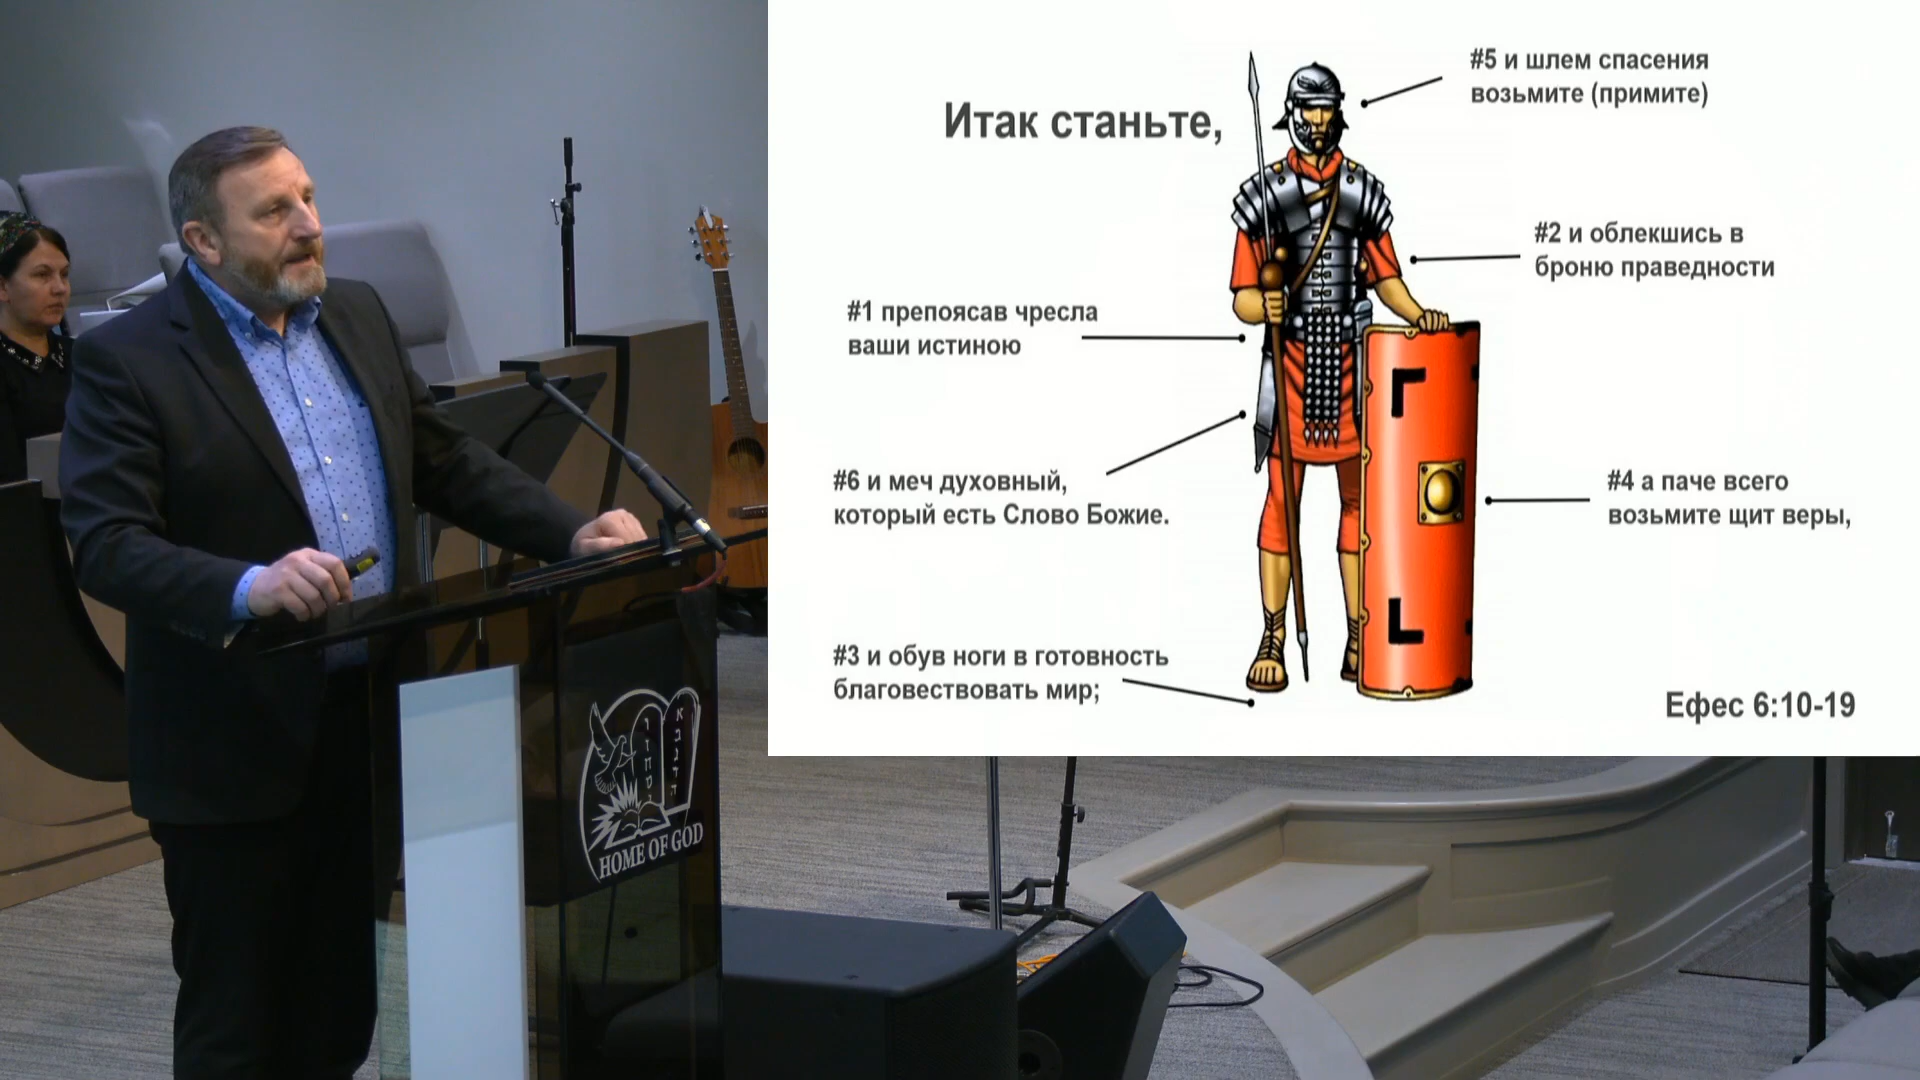 Итак станьте,
#5 и шлем спасения
возьмите (примите)
#2 и облекшись в
броню праведности
#1 препоясав чресла
ваши истиною
#6 и меч духовный,
который есть Слово Божие.
#4 а паче всего
возьмите щит веры,
#3 и обув ноги в готовность
благовествовать мир;
Ефес 6:10-19
HOME OF GOD